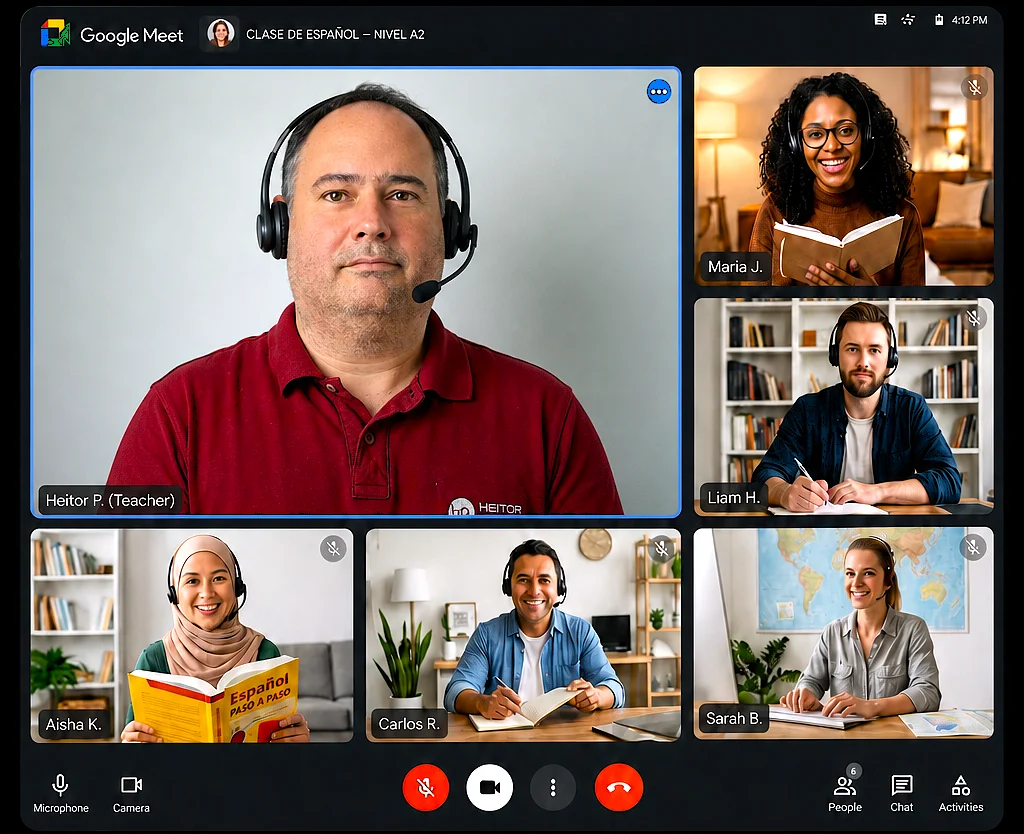 Google Meet
CLASE DE ESPAÑOL – NIVEL A2
4:12 PM
Maria J.
HEITOR
Heitor P. (Teacher)
Liam H.
Español
PASO A PASO
Aisha K.
Carlos R.
Sarah B.
Microphone
Camera
6
People
Chat
Activities